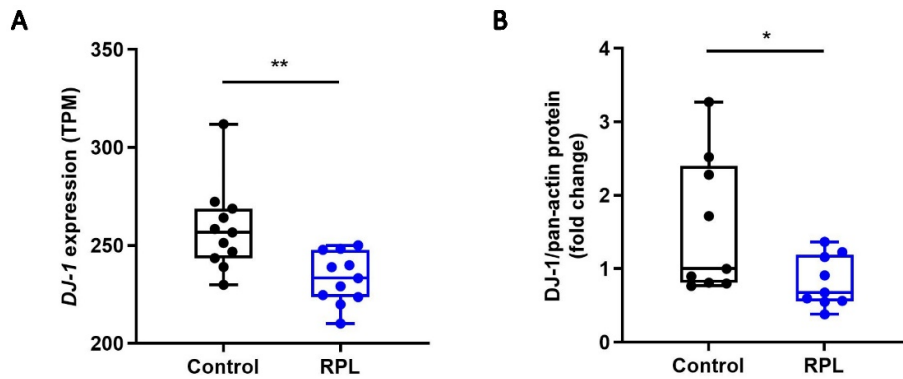 A
350
300
250
200
DJ-1 expression (TPM)
**
Control
RPL
B
4
3
2
1
0
DJ-1/pan-actin protein
(fold change)
*
Control
RPL